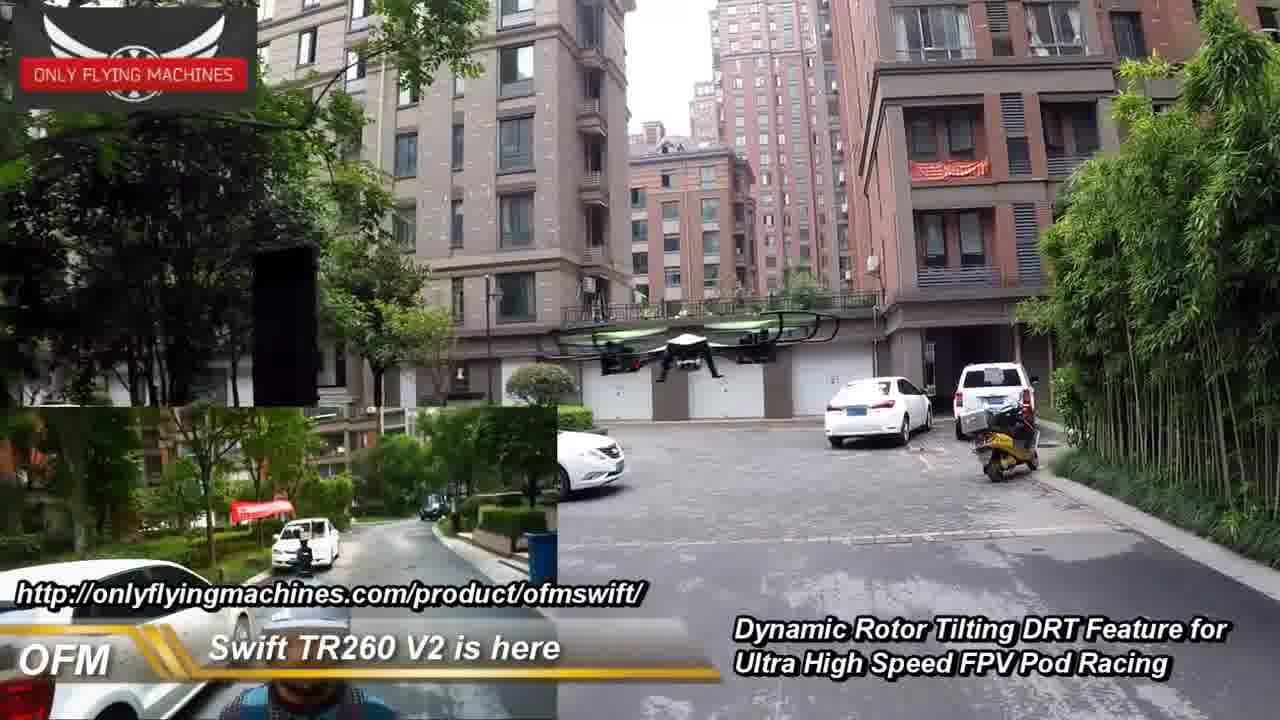 ONLY FLYING MACHINES
http://onlyflyingmachines.com/product/ofmswift/
OFM
Swift TR260 V2 is here
Dynamic Rotor Tilting DRT Feature for
Ultra High Speed FPV Pod Racing